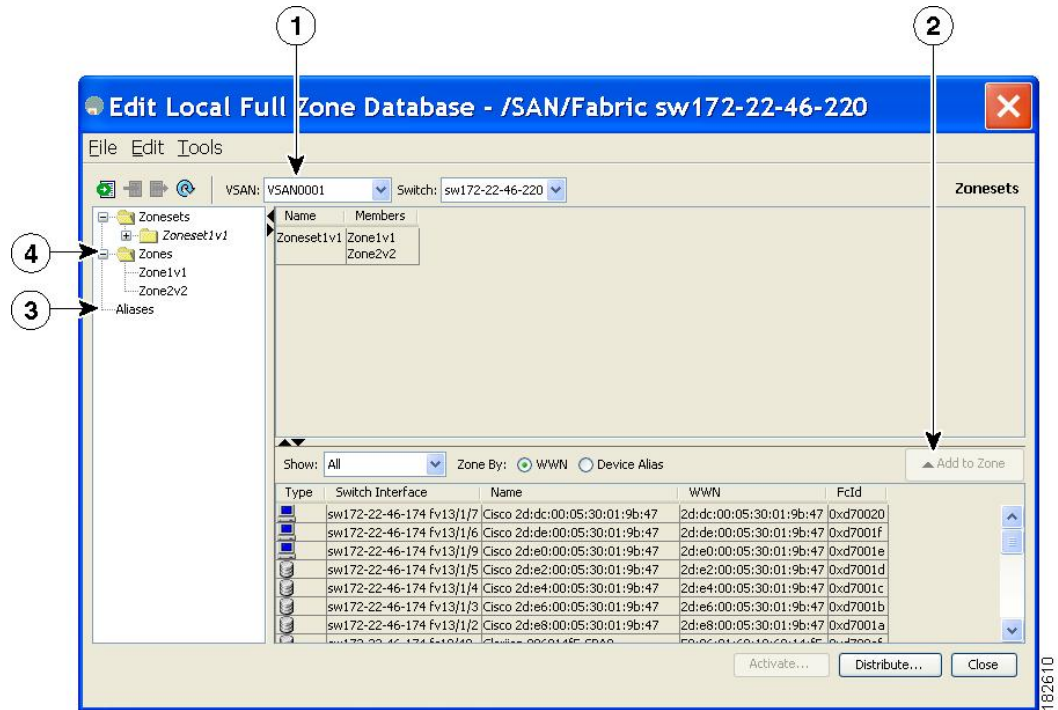 1
2
Edit Local Full Zone Database - /SAN/Fabric sw172-22-46-220
File Edit Tools
VSAN: VSAN0001 Switch: sw172-22-46-220
Zonesets
Zonesets
Zoneset1v1
4
Zones
Zone1v1
Zone2v2
3
Aliases
Name Members
Zoneset1v1 Zone1v1
Zone2v2
Show: All Zone By: WWN Device Alias
Add to Zone
Type Switch Interface Name WWN FcId
sw172-22-46-174 fv13/1/7 Cisco 2d:dc:00:05:30:01:9b:47 2d:dc:00:05:30:01:9b:47 0xd70020
sw172-22-46-174 fv13/1/6 Cisco 2d:de:00:05:30:01:9b:47 2d:de:00:05:30:01:9b:47 0xd7001f
sw172-22-46-174 fv13/1/9 Cisco 2d:e0:00:05:30:01:9b:47 2d:e0:00:05:30:01:9b:47 0xd7001e
sw172-22-46-174 fv13/1/5 Cisco 2d:e2:00:05:30:01:9b:47 2d:e2:00:05:30:01:9b:47 0xd7001d
sw172-22-46-174 fv13/1/4 Cisco 2d:e4:00:05:30:01:9b:47 2d:e4:00:05:30:01:9b:47 0xd7001c
sw172-22-46-174 fv13/1/3 Cisco 2d:e6:00:05:30:01:9b:47 2d:e6:00:05:30:01:9b:47 0xd7001b
sw172-22-46-174 fv13/1/2 Cisco 2d:e8:00:05:30:01:9b:47 2d:e8:00:05:30:01:9b:47 0xd7001a
Activate... Distribute... Close
182610